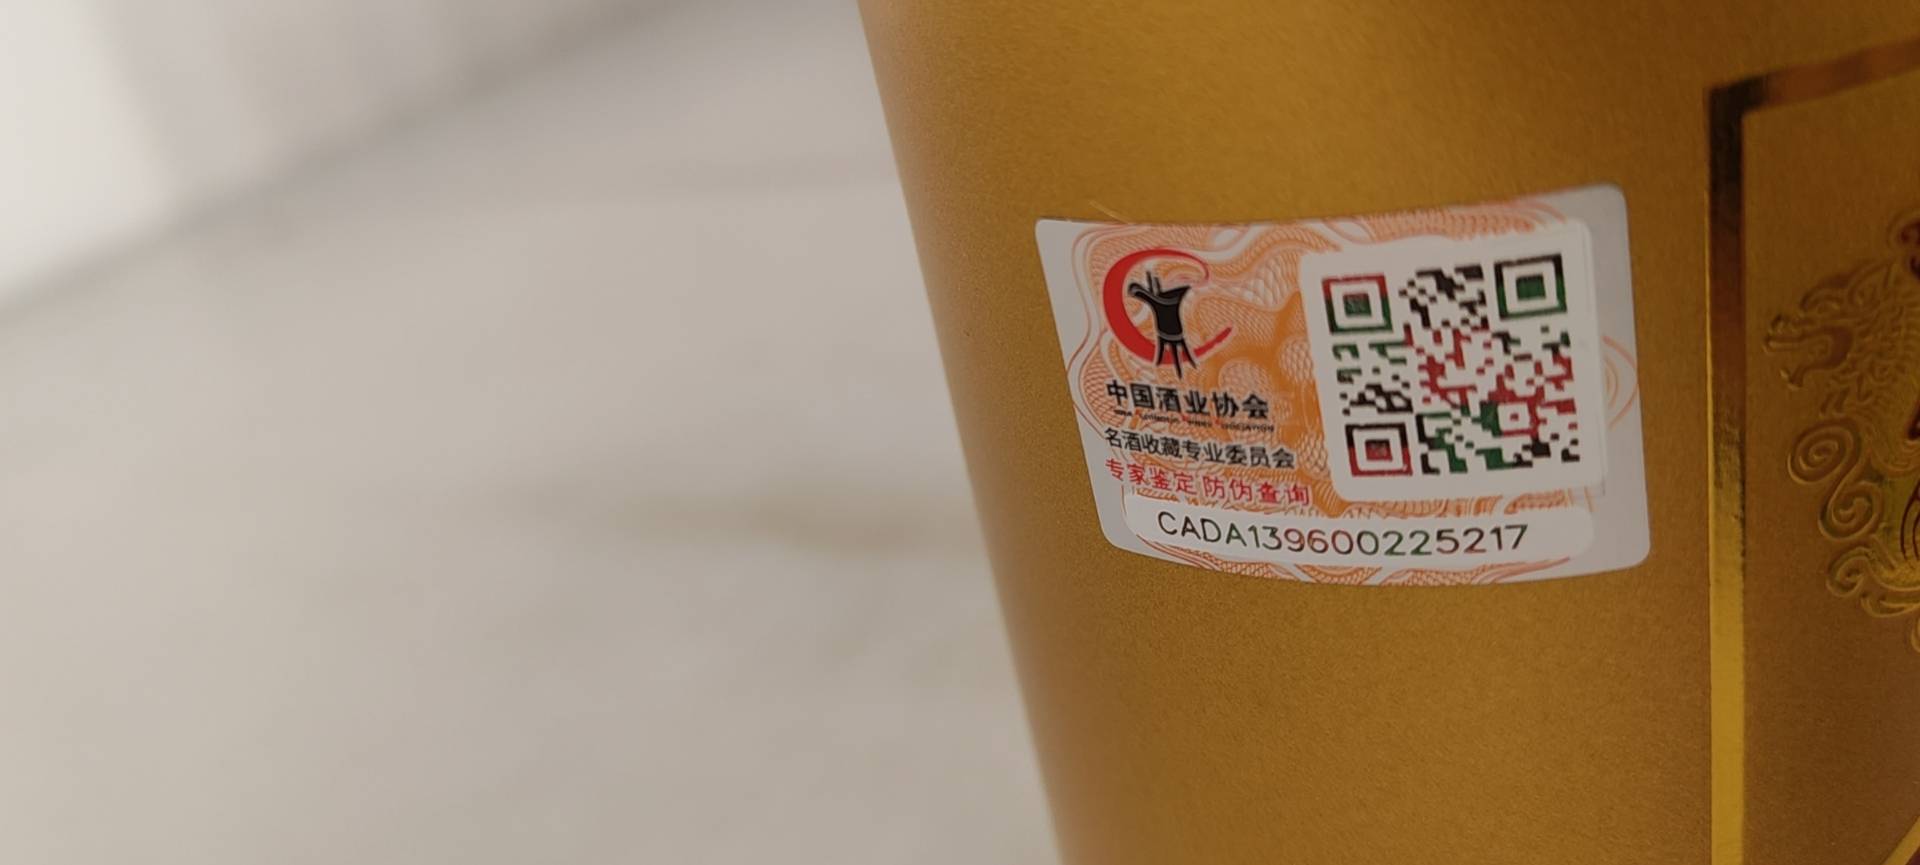 中国酒业协会
名酒收藏专业委员会
专家鉴定 防伪查询
CADA139600225217